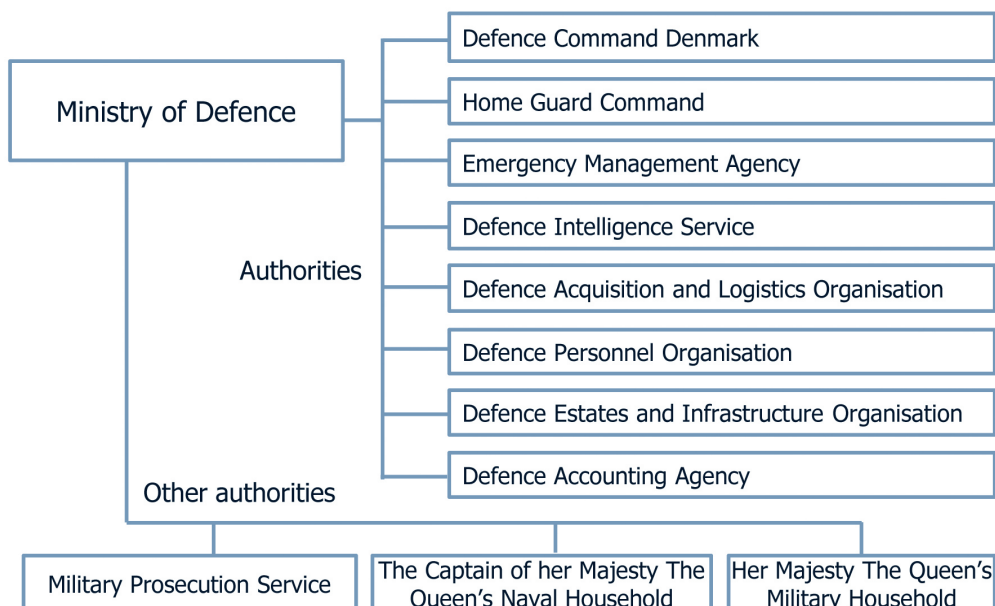 Ministry of Defence
Defence Command Denmark
Home Guard Command
Emergency Management Agency
Defence Intelligence Service
Authorities
Defence Acquisition and Logistics Organisation
Defence Personnel Organisation
Defence Estates and Infrastructure Organisation
Defence Accounting Agency
Other authorities
Military Prosecution Service
The Captain of her Majesty The
Queen's Naval Household
Her Majesty The Queen's
Military Household